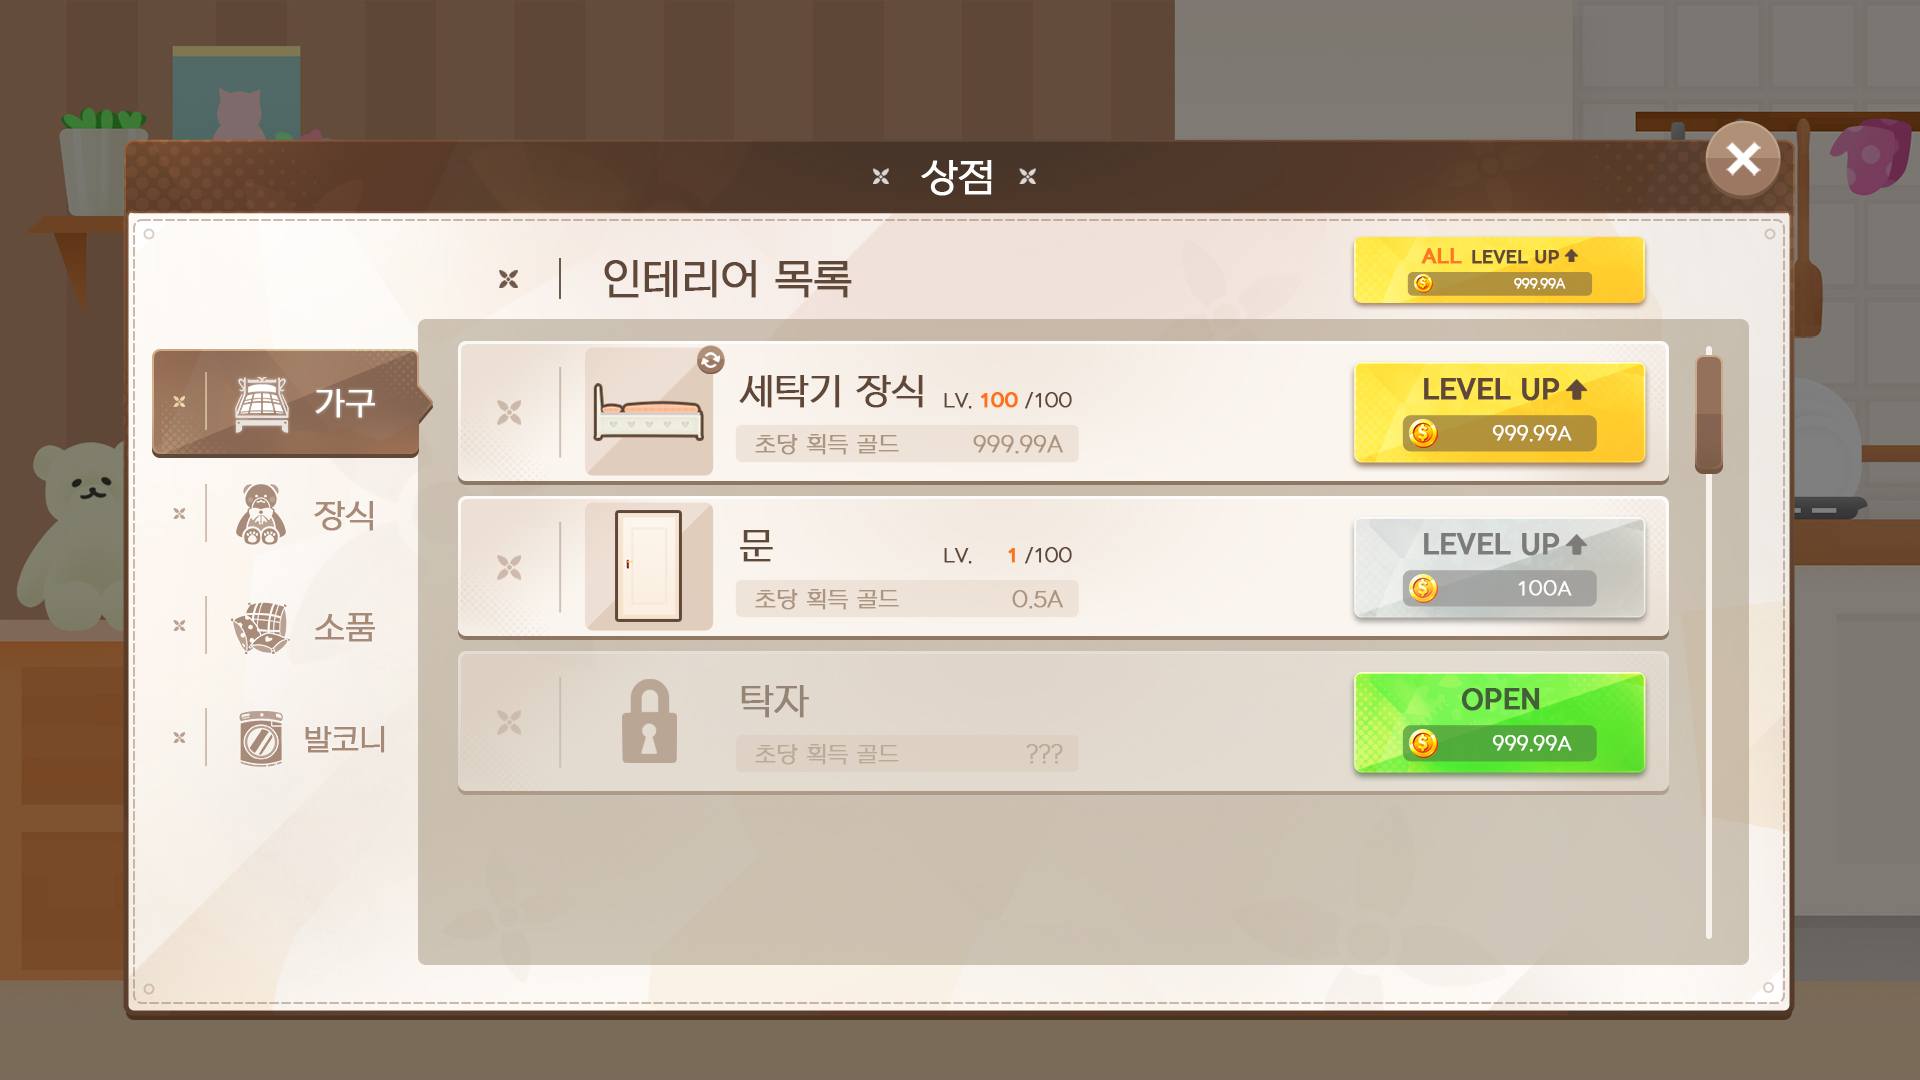 상점
인테리어 목록
ALL LEVEL UP
999.99A
가구
장식
소품
발코니
세탁기 장식 LV. 100 /100
초당 획득 골드 999.99A
LEVEL UP
999.99A
문 LV. 1 /100
초당 획득 골드 0.5A
LEVEL UP
100A
탁자
초당 획득 골드 ???
OPEN
999.99A